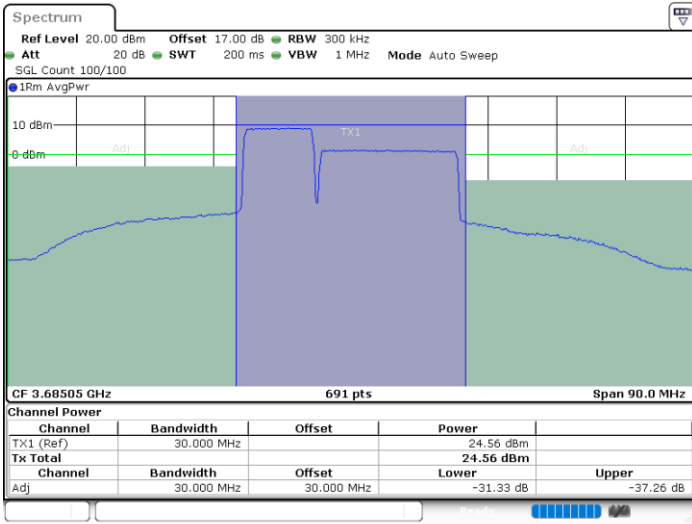 Spectrum
Ref Level 20.00 dBm Offset 17.00 dB RBW 300 kHz
Att 20 dB SWT 200 ms VBW 1 MHz Mode Auto Sweep
SGL Count 100/100
1Rm AvgPwr
10 dBm
TX1
Adj Adj
0 dBm
CF 3.68505 GHz 691 pts Span 90.0 MHz
Channel Power
Channel Bandwidth Offset Power
TX1 (Ref) 30.000 MHz 24.56 dBm
Tx Total 24.56 dBm
Channel Bandwidth Offset Lower Upper
Adj 30.000 MHz 30.000 MHz -31.33 dB -37.26 dB
Ready